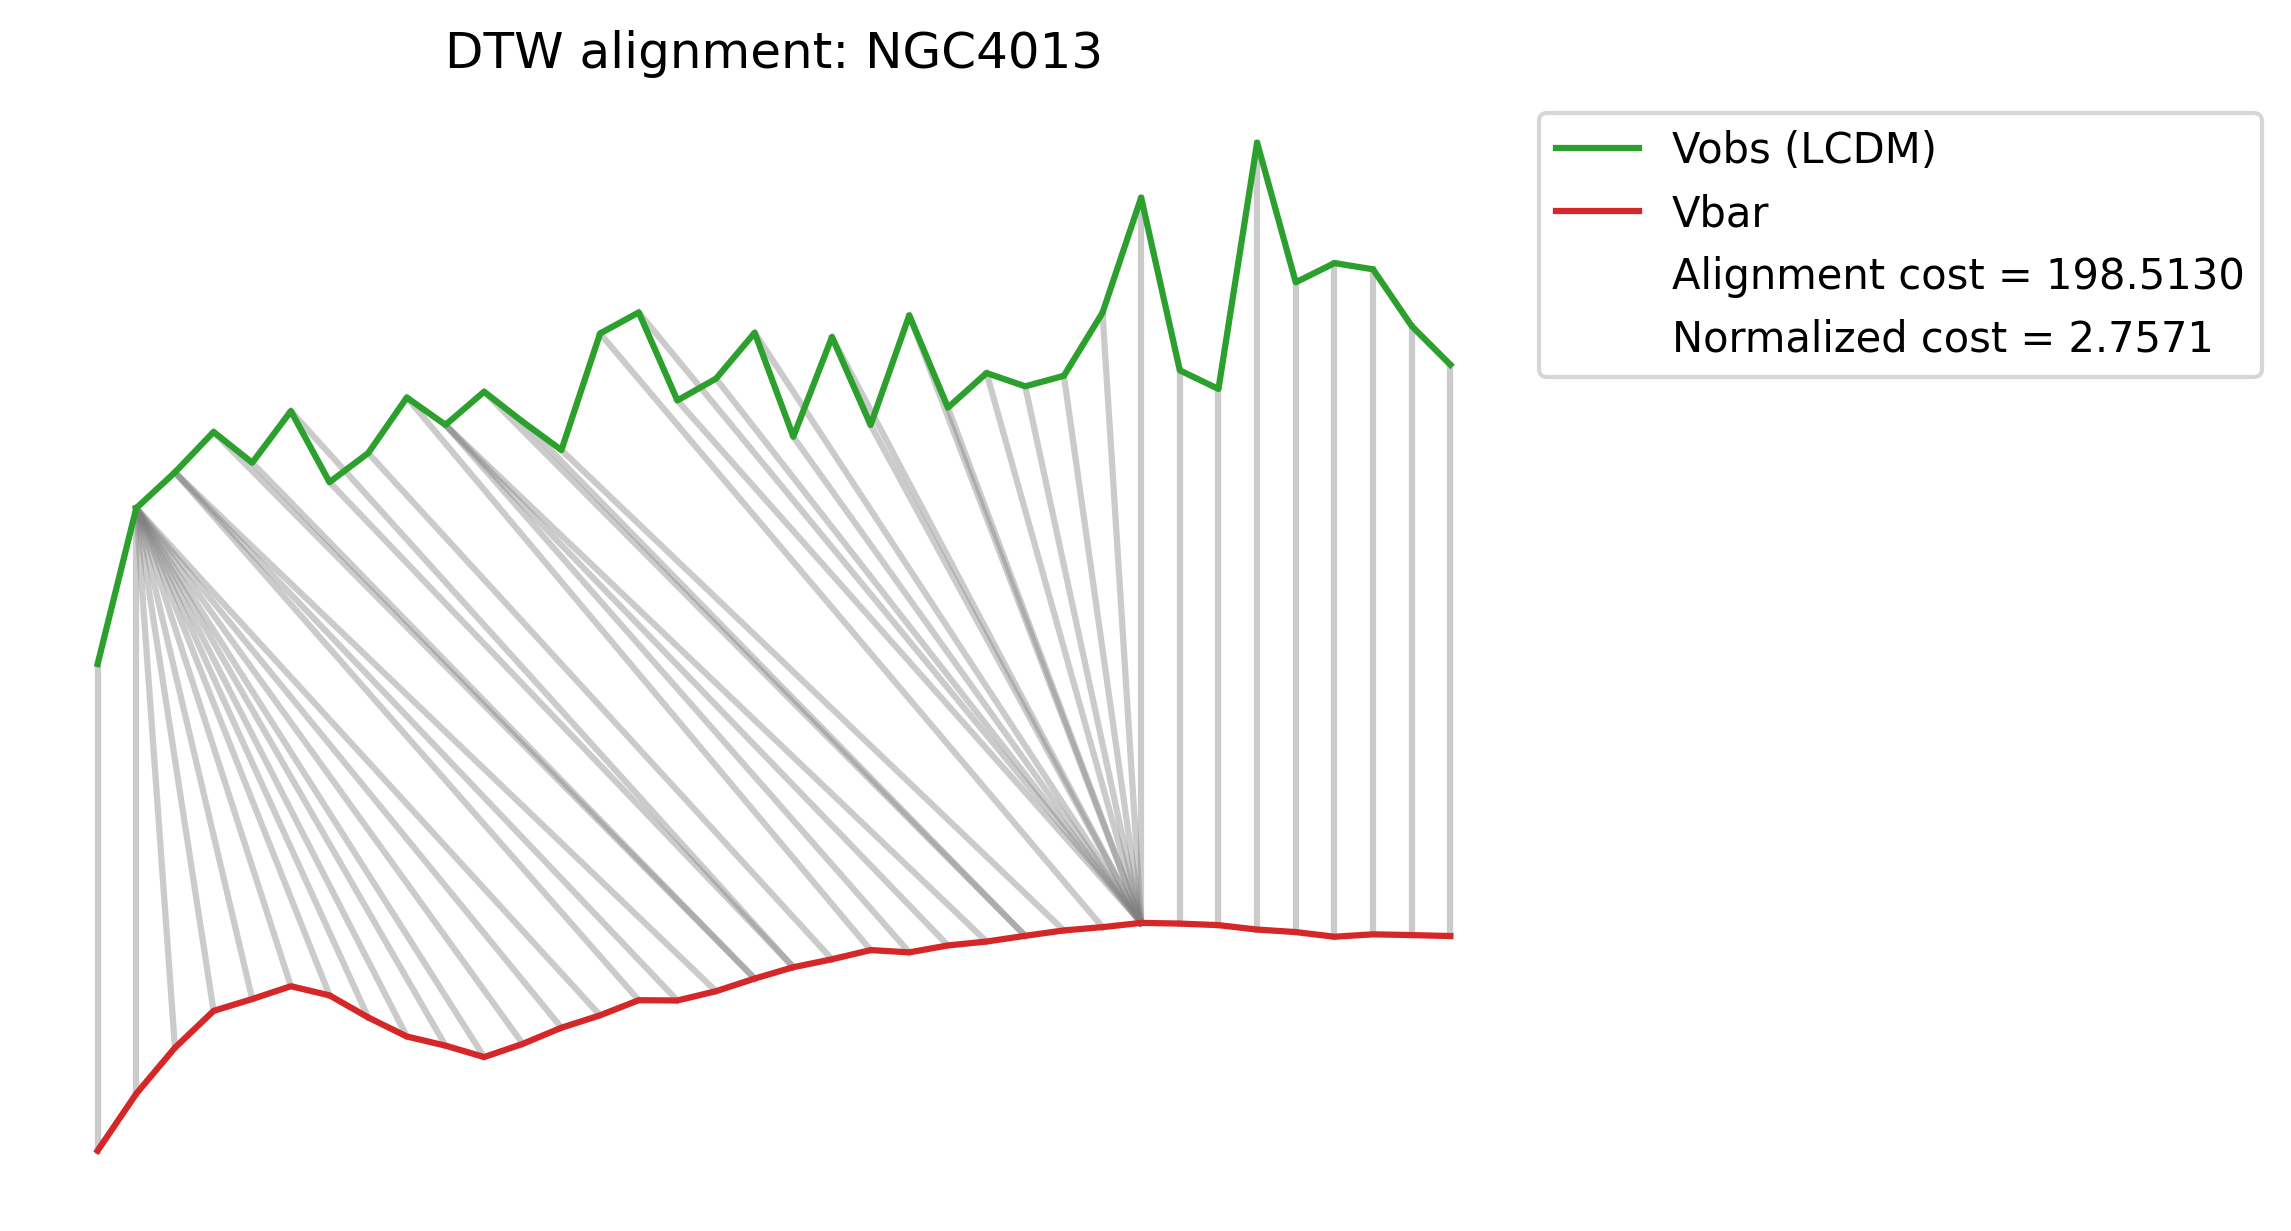 DTW alignment: NGC4013
Vobs (LCDM)
Vbar
Alignment cost = 198.5130
Normalized cost = 2.7571